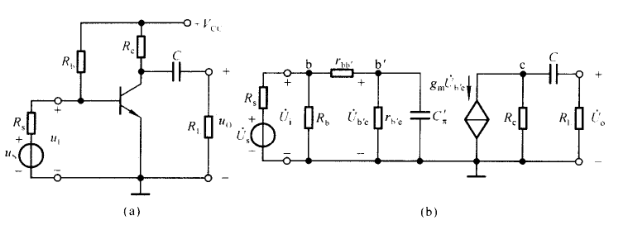 +V_CC
R_b
R_c
C
+
R_s
+
u_s
−
+
u_I
−
R_L
u_O
−
(a)
R_s
+
U̇_s
−
+
U̇_i
−
b
R_b
r_bb'
b'
+
U̇_b'e
−
r_b'e
C'_π
g_m U̇_b'e
c
R_c
C
+
R_L
U̇_o
−
(b)